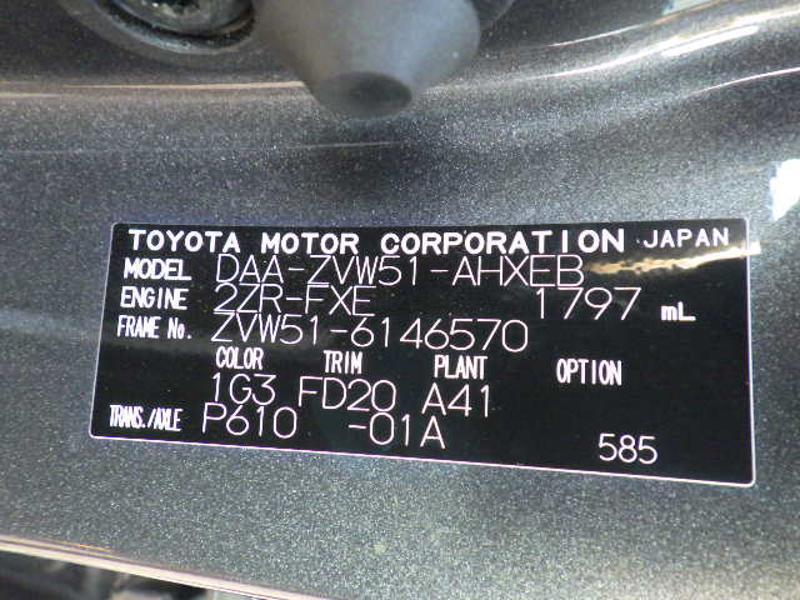 TOYOTA MOTOR CORPORATION JAPAN
MODEL DAA-ZVW51-AHXEB
ENGINE 2ZR-FXE 1797 mL
FRAME No. ZVW51-6146570
COLOR TRIM PLANT OPTION
1G3 FD20 A41
TRANS./AXLE P610 -01A 585